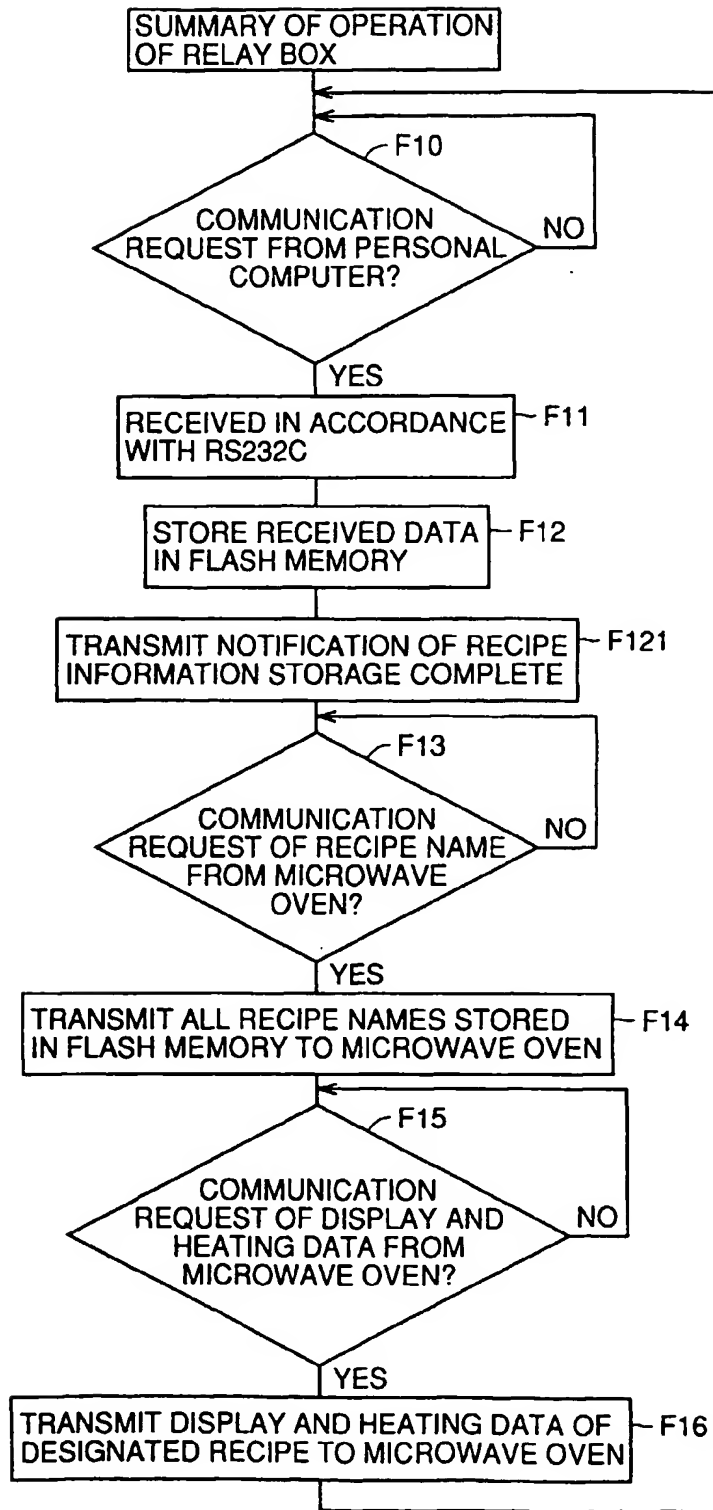 SUMMARY OF OPERATION
OF RELAY BOX
F10
COMMUNICATION
REQUEST FROM PERSONAL
COMPUTER?
NO
YES
RECEIVED IN ACCORDANCE
WITH RS232C
F11
STORE RECEIVED DATA
IN FLASH MEMORY
F12
TRANSMIT NOTIFICATION OF RECIPE
INFORMATION STORAGE COMPLETE
F121
F13
COMMUNICATION
REQUEST OF RECIPE NAME
FROM MICROWAVE
OVEN?
NO
YES
TRANSMIT ALL RECIPE NAMES STORED
IN FLASH MEMORY TO MICROWAVE OVEN
F14
F15
COMMUNICATION
REQUEST OF DISPLAY AND
HEATING DATA FROM
MICROWAVE OVEN?
NO
YES
TRANSMIT DISPLAY AND HEATING DATA OF
DESIGNATED RECIPE TO MICROWAVE OVEN
F16